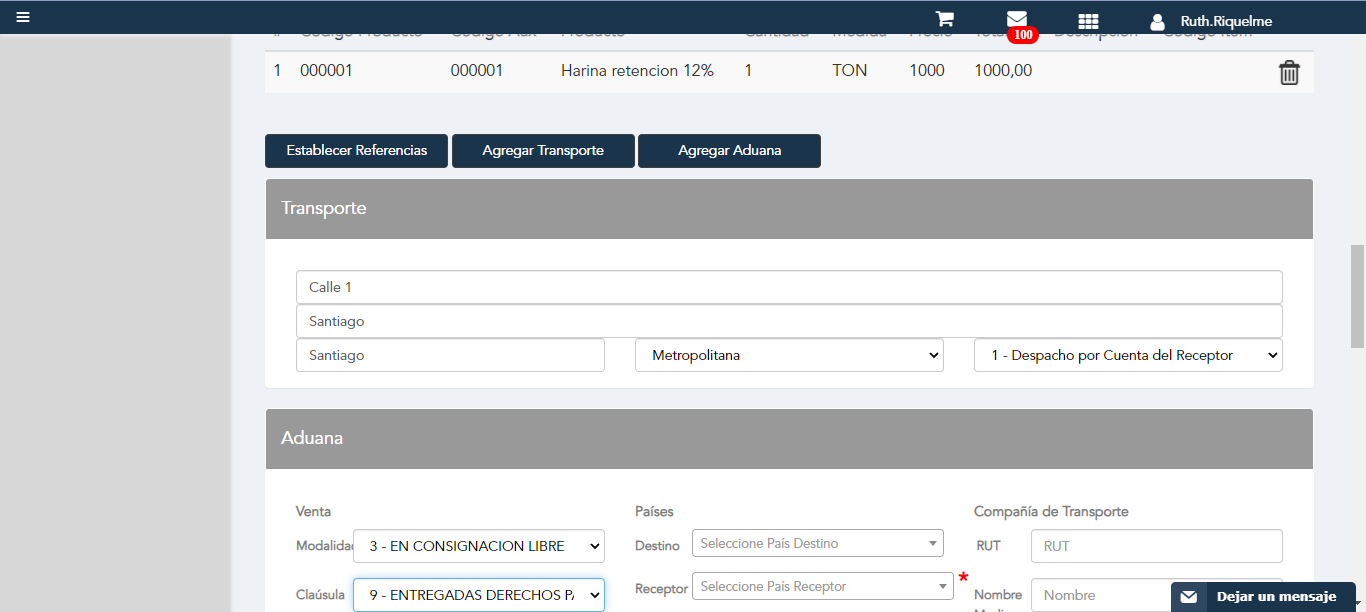 Ruth.Riquelme
100
1 000001 000001 Harina retencion 12% 1 TON 1000 1000,00
Establecer Referencias Agregar Transporte Agregar Aduana
Transporte
Calle 1
Santiago
Santiago Metropolitana 1 - Despacho por Cuenta del Receptor
Aduana
Venta Países Compañía de Transporte
Modalidad 3 - EN CONSIGNACION LIBRE Destino Seleccione País Destino RUT RUT
Claúsula 9 - ENTREGADAS DERECHOS PA Receptor Seleccione País Receptor * Nombre Nombre
Dejar un mensaje